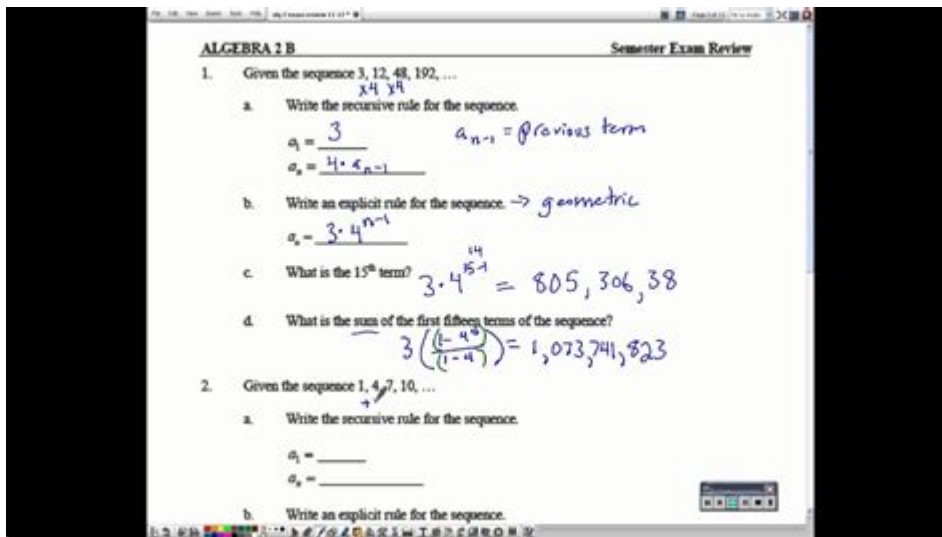 ALGEBRA 2 B Semester Exam Review
1. Given the sequence 3, 12, 48, 192, …
x4 x4
a. Write the recursive rule for the sequence.
a₁ = 3 aₙ₋₁ = Previous term
aₙ = 4 • aₙ₋₁
b. Write an explicit rule for the sequence. → geometric
aₙ = 3 • 4ⁿ⁻¹
14
c. What is the 15th term? 3 • 4¹⁵⁻¹ = 805, 306, 38
d. What is the sum of the first fifteen terms of the sequence?
3 ((1 - 4¹⁵)/(1 - 4)) = 1,073,741,823
2. Given the sequence 1, 4, 7, 10, …
+
a. Write the recursive rule for the sequence.
a₁ =
aₙ =
b. Write an explicit rule for the sequence.